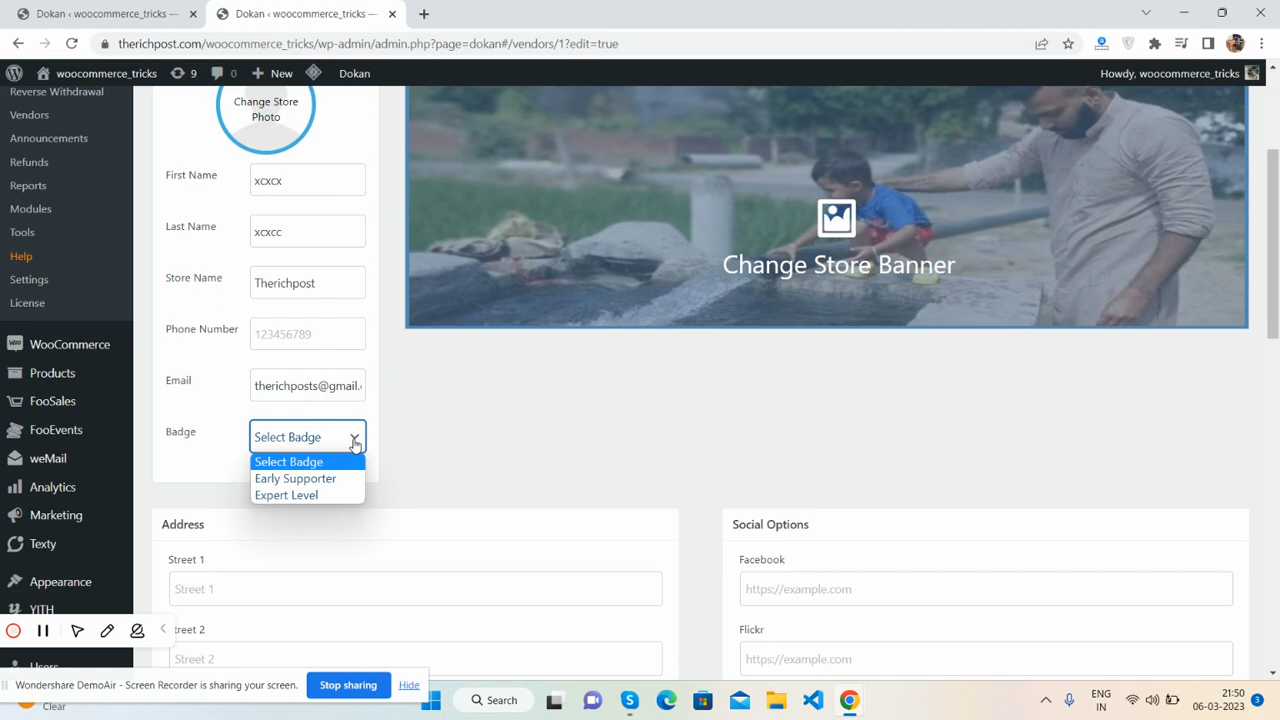 Dokan ‹ woocommerce_tricks —
Dokan ‹ woocommerce_tricks —
therichpost.com/woocommerce_tricks/wp-admin/admin.php?page=dokan#/vendors/1?edit=true
woocommerce_tricks
9
0
New
Dokan
Howdy, woocommerce_tricks
Reverse Withdrawal
Vendors
Announcements
Refunds
Reports
Modules
Tools
Help
Settings
License
WooCommerce
Products
FooSales
FooEvents
weMail
Analytics
Marketing
Texty
Appearance
YITH
Users
Change Store
Photo
First Name
xcxcx
Last Name
xcxcc
Store Name
Therichpost
Phone Number
123456789
Email
therichposts@gmail.
Badge
Select Badge
Select Badge
Early Supporter
Expert Level
Change Store Banner
Address
Street 1
Street 1
treet 2
Street 2
Social Options
Facebook
https://example.com
Flickr
https://example.com
Wondershare DemoAir - Screen Recorder is sharing your screen.
Stop sharing
Hide
Clear
Search
ENG
IN
21:50
06-03-2023
3